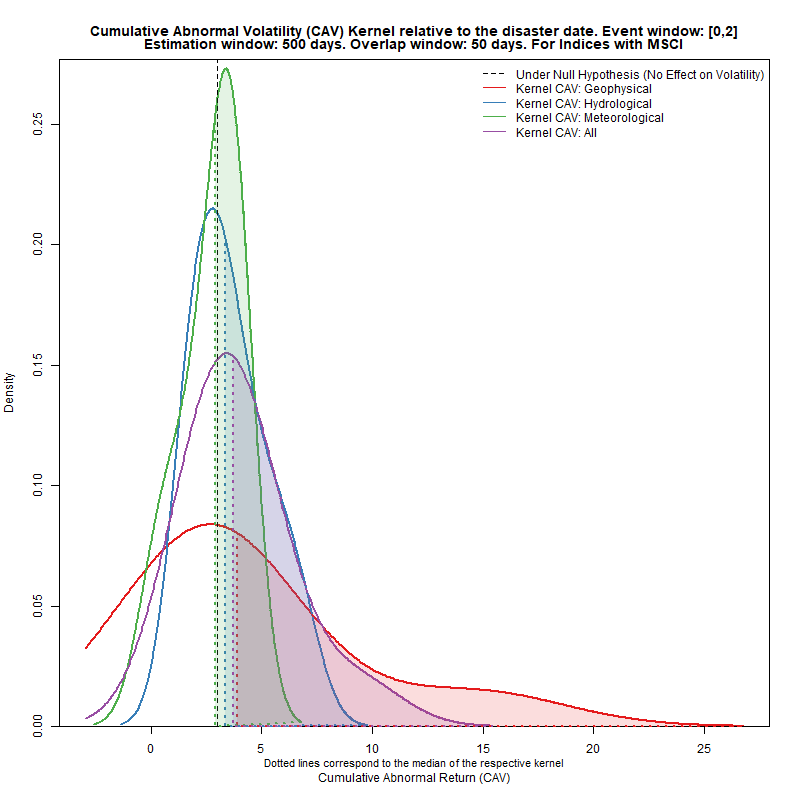 Cumulative Abnormal Volatility (CAV) Kernel relative to the disaster date. Event window: [0,2]
Estimation window: 500 days. Overlap window: 50 days. For Indices with MSCI
Under Null Hypothesis (No Effect on Volatility)
Kernel CAV: Geophysical
Kernel CAV: Hydrological
Kernel CAV: Meteorological
Kernel CAV: All
0.25
0.20
0.15
0.10
0.05
0.00
Density
0 5 10 15 20 25
Dotted lines correspond to the median of the respective kernel
Cumulative Abnormal Return (CAV)